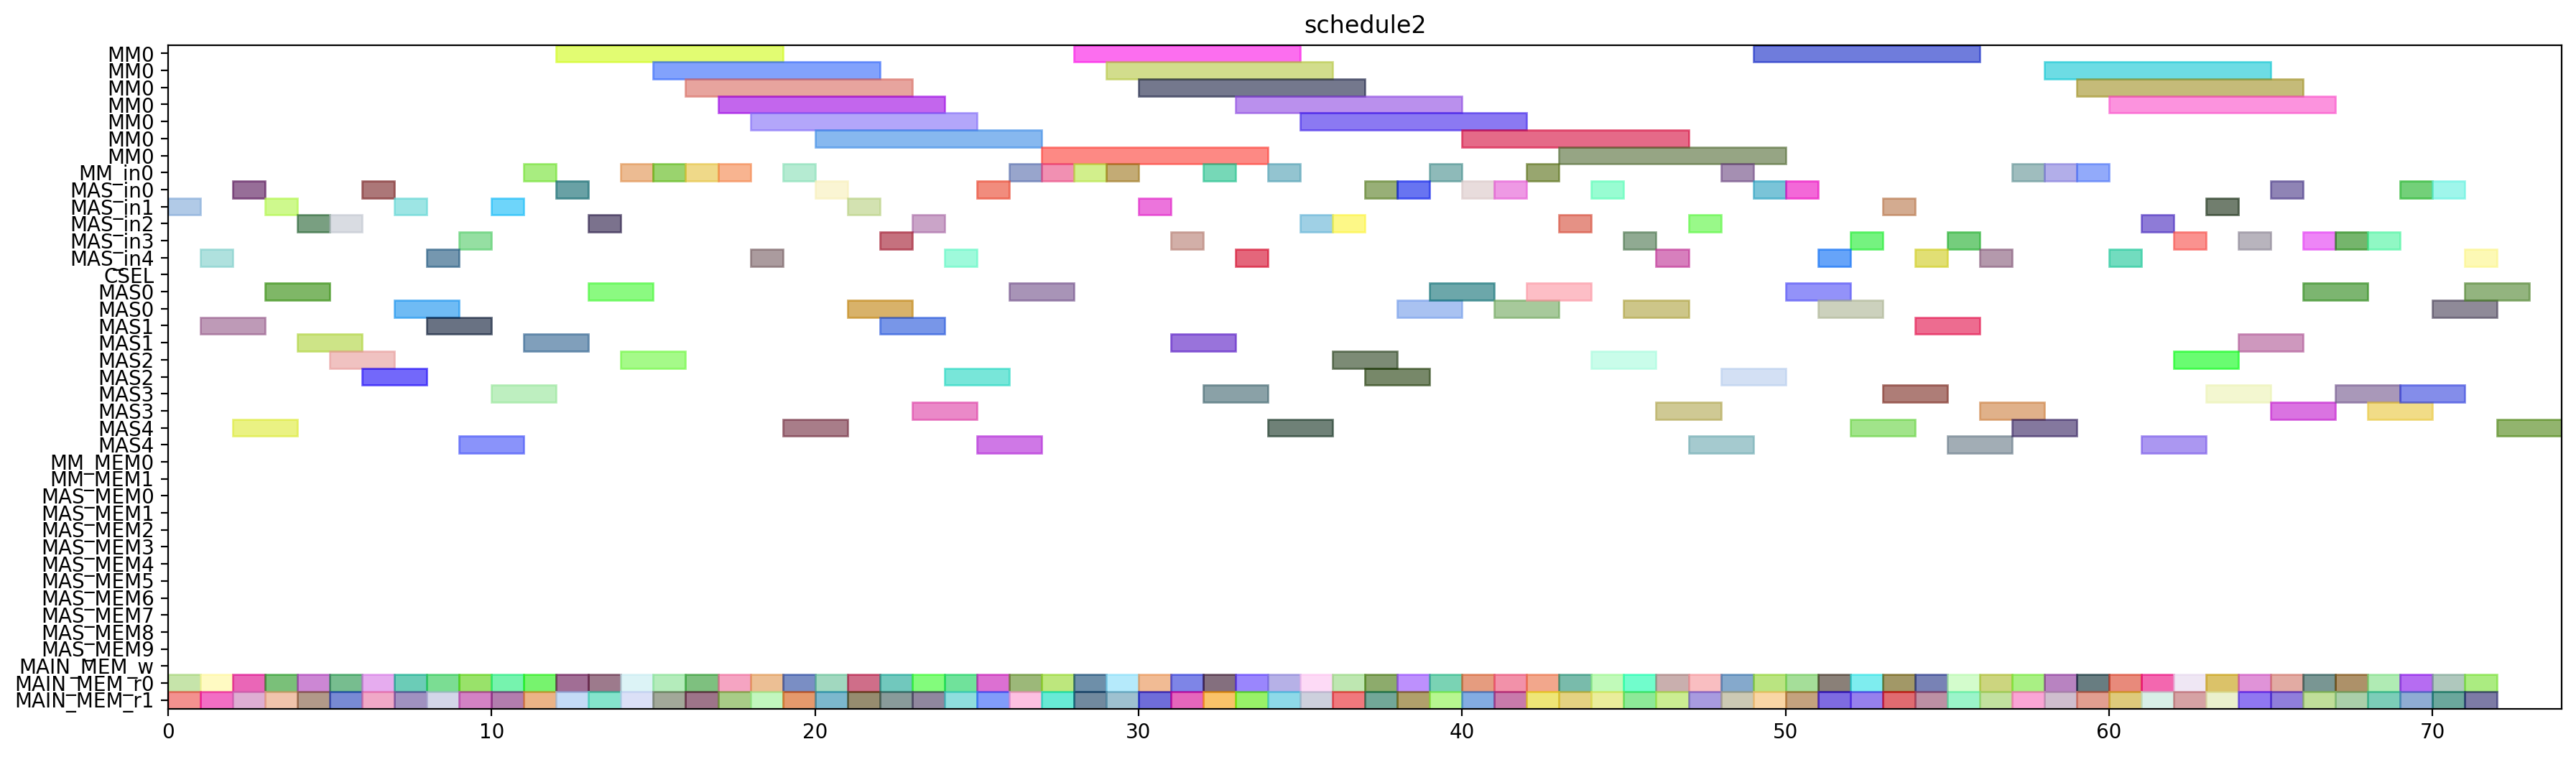 schedule2
MM0
MM0
MM0
MM0
MM0
MM0
MM0
MM_in0
MAS_in0
MAS_in1
MAS_in2
MAS_in3
MAS_in4
CSEL
MAS0
MAS0
MAS1
MAS1
MAS2
MAS2
MAS3
MAS3
MAS4
MAS4
MM_MEM0
MM_MEM1
MAS_MEM0
MAS_MEM1
MAS_MEM2
MAS_MEM3
MAS_MEM4
MAS_MEM5
MAS_MEM6
MAS_MEM7
MAS_MEM8
MAS_MEM9
MAIN_MEM_w
MAIN_MEM_r0
MAIN_MEM_r1
0 10 20 30 40 50 60 70